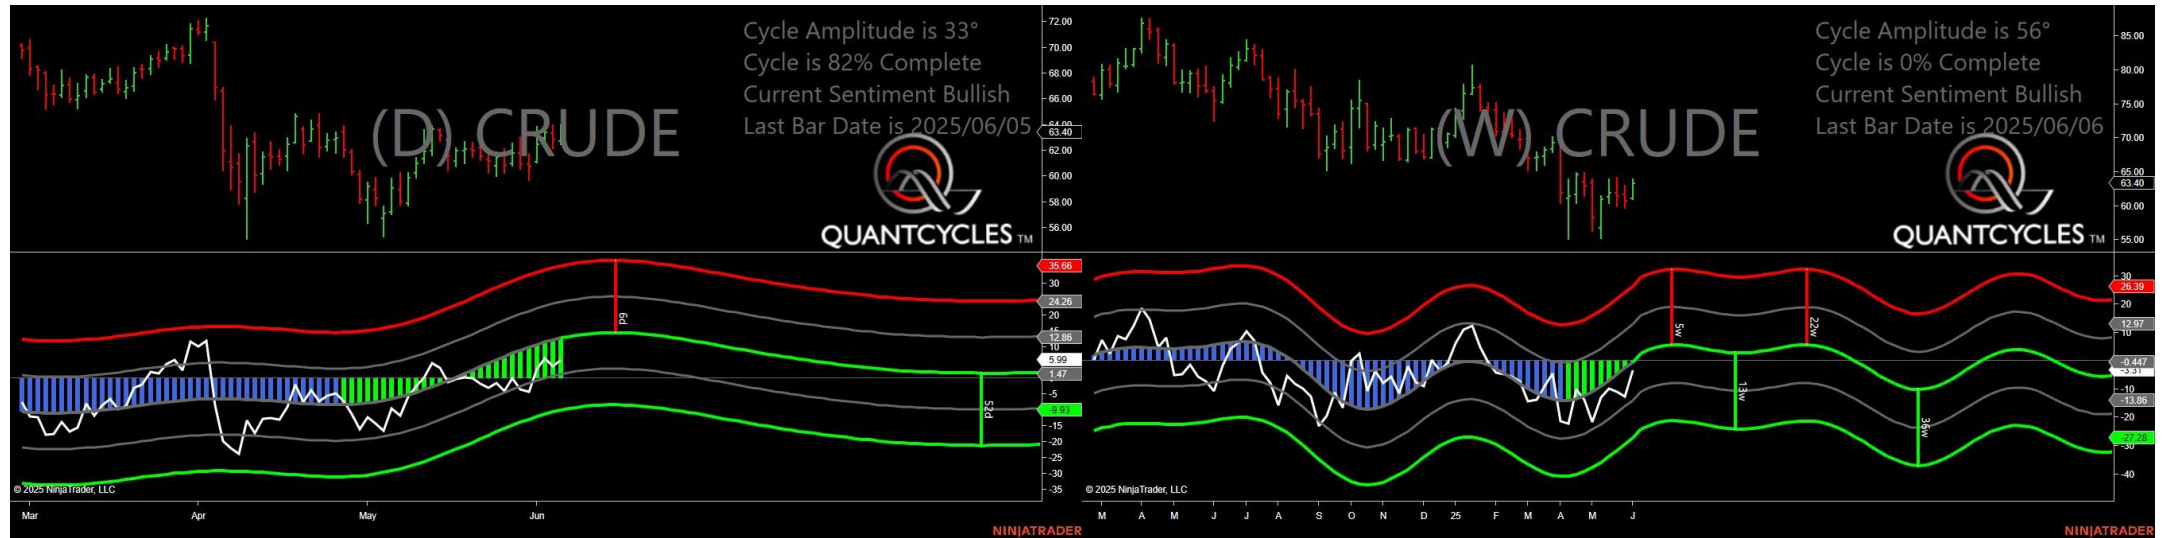 Cycle Amplitude is 33°
Cycle is 82% Complete
Current Sentiment Bullish
Last Bar Date is 2025/06/05
(D) CRUDE
QUANTCYCLES TM
72.00
70.00
68.00
66.00
64.00
63.40
62.00
60.00
58.00
56.00
35.66
30
24.26
20
15
12.86
10
5.99
1.47
-5
-9.93
-15
-20
-25
-30
-35
6d
52d
© 2025 NinjaTrader, LLC
Mar Apr May Jun
NINJATRADER
Cycle Amplitude is 56°
Cycle is 0% Complete
Current Sentiment Bullish
Last Bar Date is 2025/06/06
(W) CRUDE
QUANTCYCLES TM
85.00
80.00
75.00
70.00
65.00
63.40
60.00
55.00
30
26.39
20
12.97
10
-0.447
-3.31
-10
-13.86
-20
-27.28
-30
-40
5w
22w
13w
36w
© 2025 NinjaTrader, LLC
M A M J J A S O N D 25 F M A M J
NINJATRADER